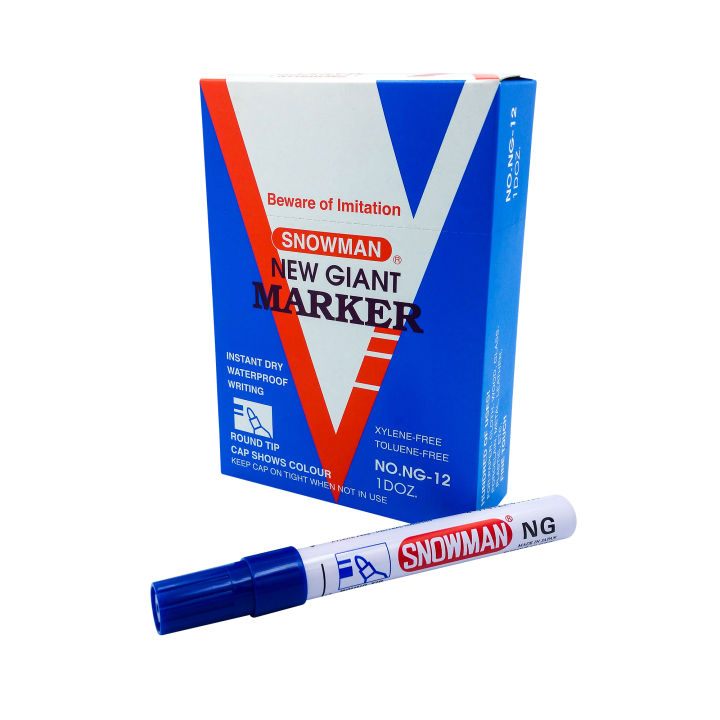 Beware of Imitation
SNOWMAN ®
NEW GIANT
MARKER
INSTANT DRY
WATERPROOF
WRITING
ROUND TIP
CAP SHOWS COLOUR
KEEP CAP ON TIGHT WHEN NOT IN USE
XYLENE-FREE
TOLUENE-FREE
NO.NG-12
1DOZ.
NO.NG-12
1DOZ.
SNOWMAN ® NG
MADE IN JAPAN
ROUND TIP